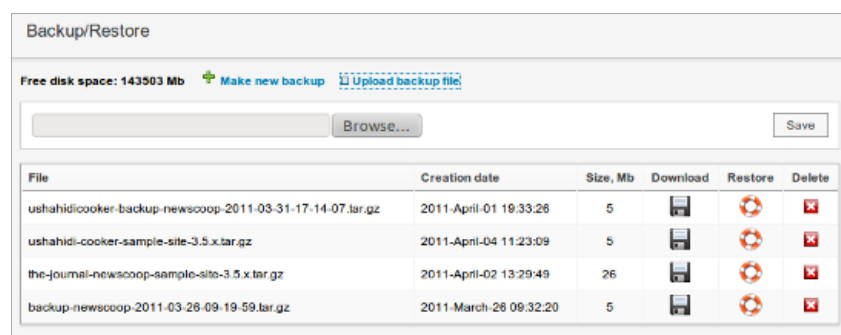 Backup/Restore
Free disk space: 143503 Mb Make new backup Upload backup file
Browse... Save
File Creation date Size, Mb Download Restore Delete
ushahidicooker-backup-newscoop-2011-03-31-17-14-07.tar.gz 2011-April-01 19:33:26 5
ushahidi-cooker-sample-site-3.5.x.tar.gz 2011-April-04 11:23:09 5
the-journal-newscoop-sample-site-3.5.x.tar.gz 2011-April-02 13:29:49 26
backup-newscoop-2011-03-26-09-19-59.tar.gz 2011-March-26 09:32:20 5